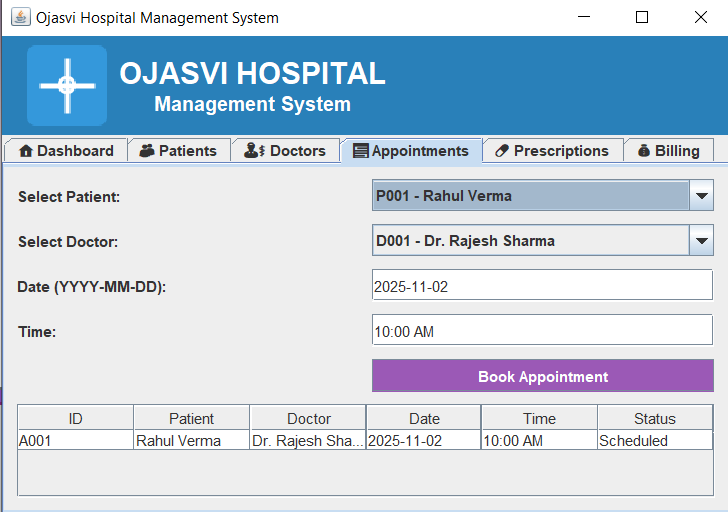 Ojasvi Hospital Management System
OJASVI HOSPITAL
Management System
Dashboard Patients Doctors Appointments Prescriptions Billing
Select Patient: P001 - Rahul Verma
Select Doctor: D001 - Dr. Rajesh Sharma
Date (YYYY-MM-DD): 2025-11-02
Time: 10:00 AM
Book Appointment
ID Patient Doctor Date Time Status
A001 Rahul Verma Dr. Rajesh Sha... 2025-11-02 10:00 AM Scheduled